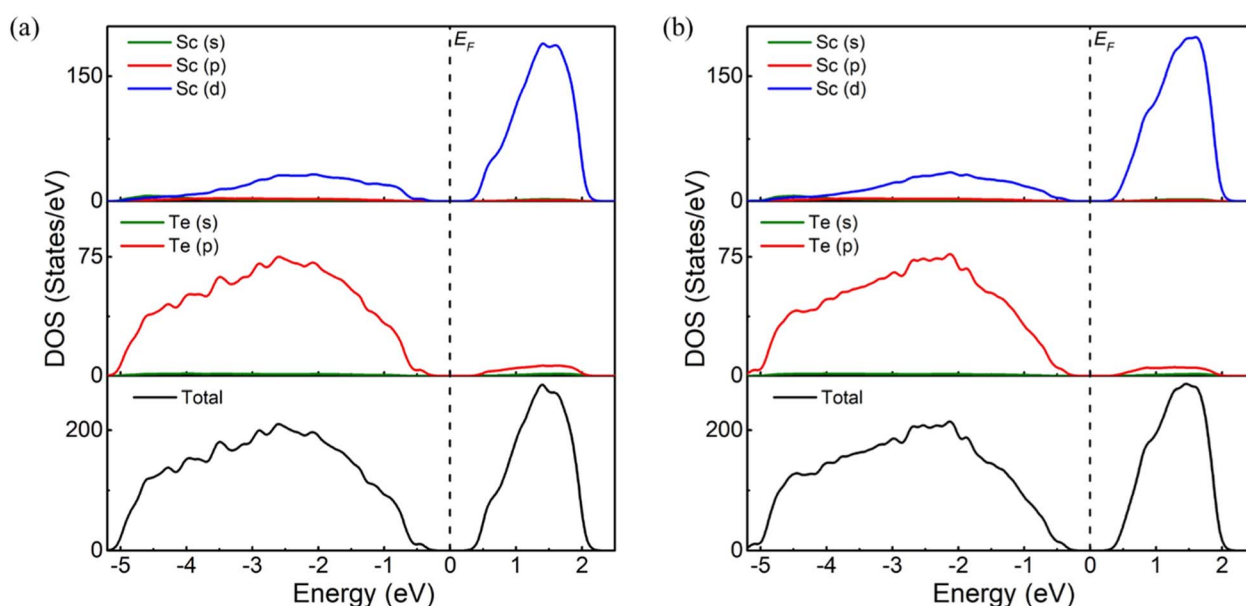 (a)
DOS (States/eV)
150
0
Sc (s)
Sc (p)
Sc (d)
E_F
75
0
Te (s)
Te (p)
200
0
Total
-5 -4 -3 -2 -1 0 1 2
Energy (eV)
(b)
DOS (States/eV)
150
0
Sc (s)
Sc (p)
Sc (d)
E_F
75
0
Te (s)
Te (p)
200
0
Total
-5 -4 -3 -2 -1 0 1 2
Energy (eV)